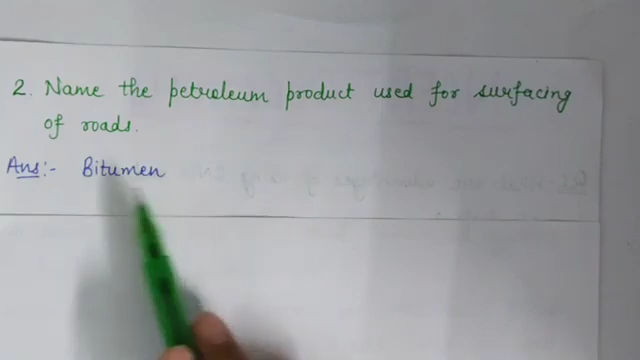 2. Name the petroleum product used for surfacing
of roads.
Ans:- Bitumen